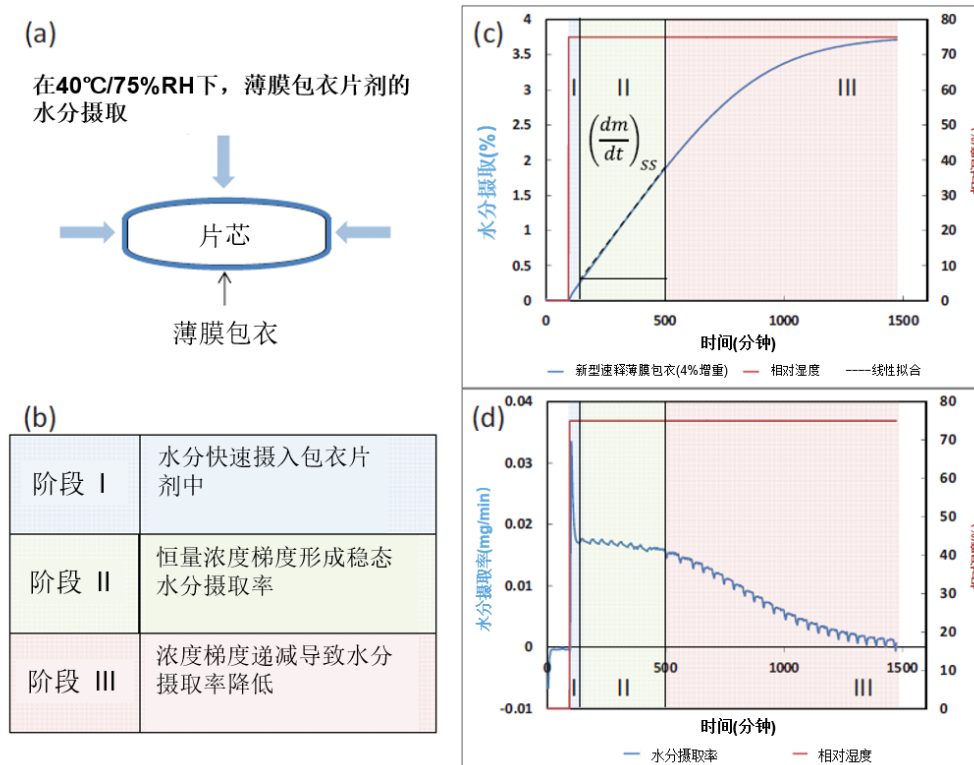 (a)
在40℃/75%RH下，薄膜包衣片剂的
水分摄取
片芯
薄膜包衣
(b)
阶段 I
水分快速摄入包衣片
剂中
阶段 II
恒量浓度梯度形成稳态
水分摄取率
阶段 III
浓度梯度递减导致水分
摄取率降低
(c)
水分摄取(%)
4
3.5
3
2.5
2
1.5
1
0.5
0
I
II
III
(dm/dt)SS
80
70
60
50
40
30
20
10
0
0
500
1000
1500
时间(分钟)
新型速释薄膜包衣(4%增重)
相对湿度
----线性拟合
(d)
水分摄取率(mg/min)
0.04
0.03
0.02
0.01
0
-0.01
80
70
60
50
40
30
20
10
0
0
500
1000
1500
I
II
III
时间(分钟)
水分摄取率
相对湿度